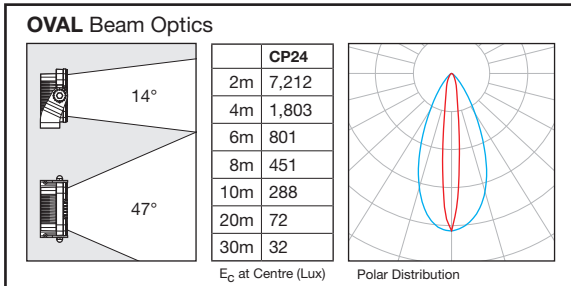 OVAL Beam Optics
14°
47°
CP24
2m 7,212
4m 1,803
6m 801
8m 451
10m 288
20m 72
30m 32
EC at Centre (Lux)
Polar Distribution